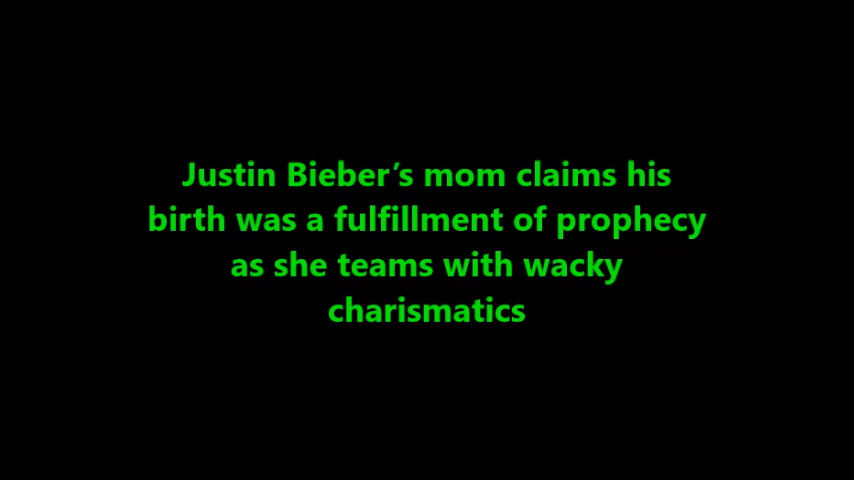 Justin Bieber’s mom claims his
birth was a fulfillment of prophecy
as she teams with wacky
charismatics